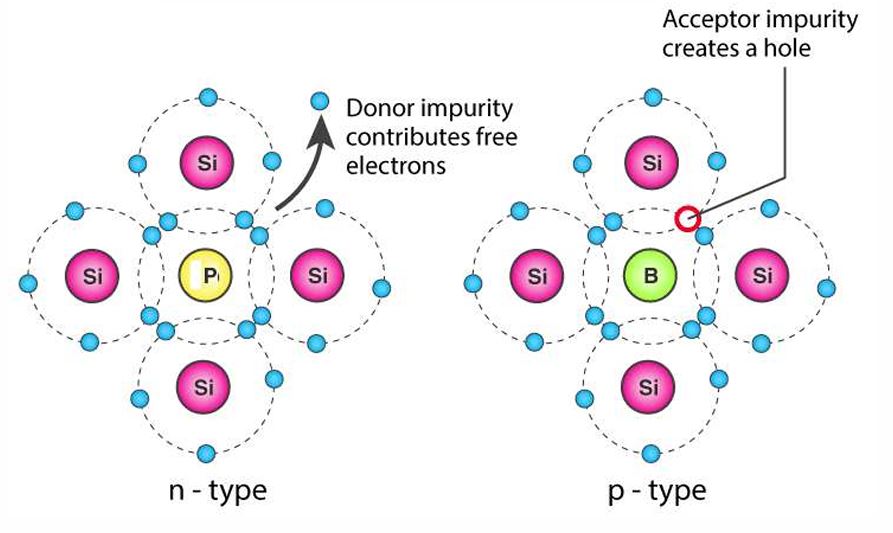 Acceptor impurity
creates a hole
Donor impurity
contributes free
electrons
Si
Si
Si
P
Si
Si
B
Si
Si
Si
n - type
p - type